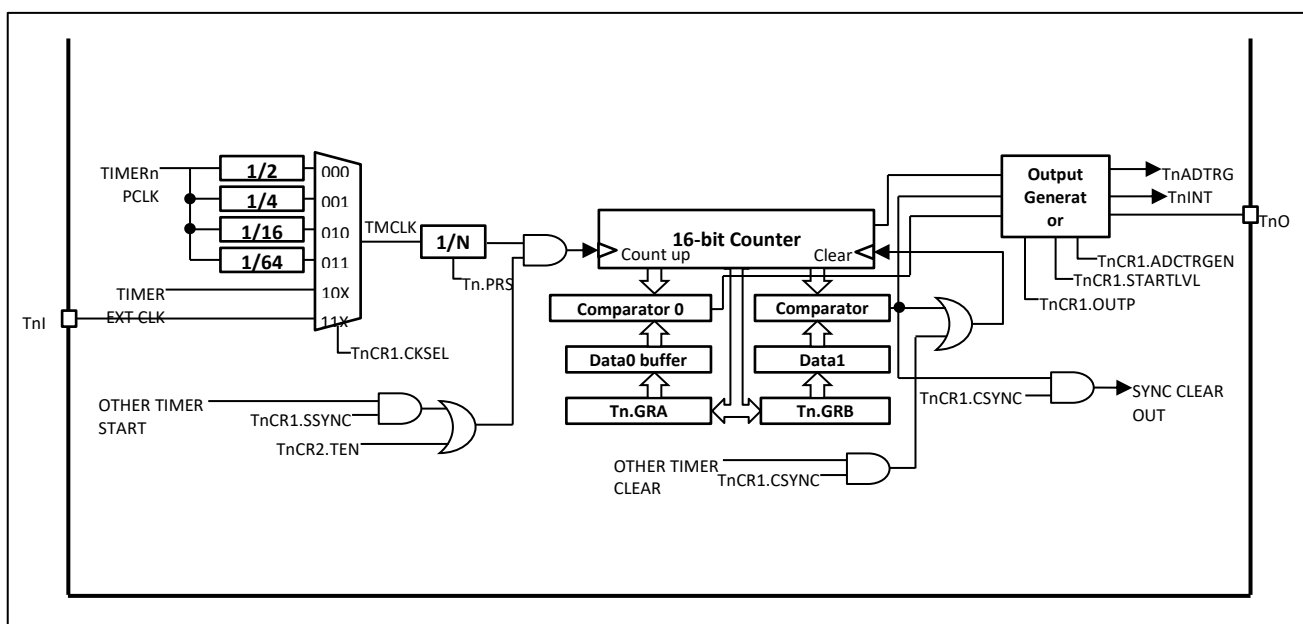 TIMERn
PCLK
1/2
1/4
1/16
1/64
000
001
010
011
10X
11X
TIMER
EXT CLK
TnI
TMCLK
1/N
Tn.PRS
TnCR1.CKSEL
OTHER TIMER
START
TnCR1.SSYNC
TnCR2.TEN
16-bit Counter
Count up
Clear
Comparator 0
Comparator
Data0 buffer
Data1
Tn.GRA
Tn.GRB
OTHER TIMER
CLEAR
TnCR1.CSYNC
TnCR1.CSYNC
SYNC CLEAR
OUT
Output
Generat
or
TnADTRG
TnINT
TnO
TnCR1.ADCTRGEN
TnCR1.STARTLVL
TnCR1.OUTP